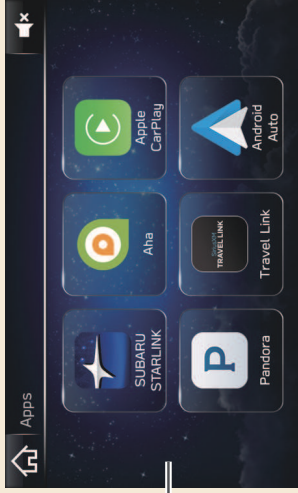 Apps
SUBARU
STARLINK
Aha
Apple
CarPlay
P
Pandora
TRAVEL LINK
Travel Link
Android
Auto